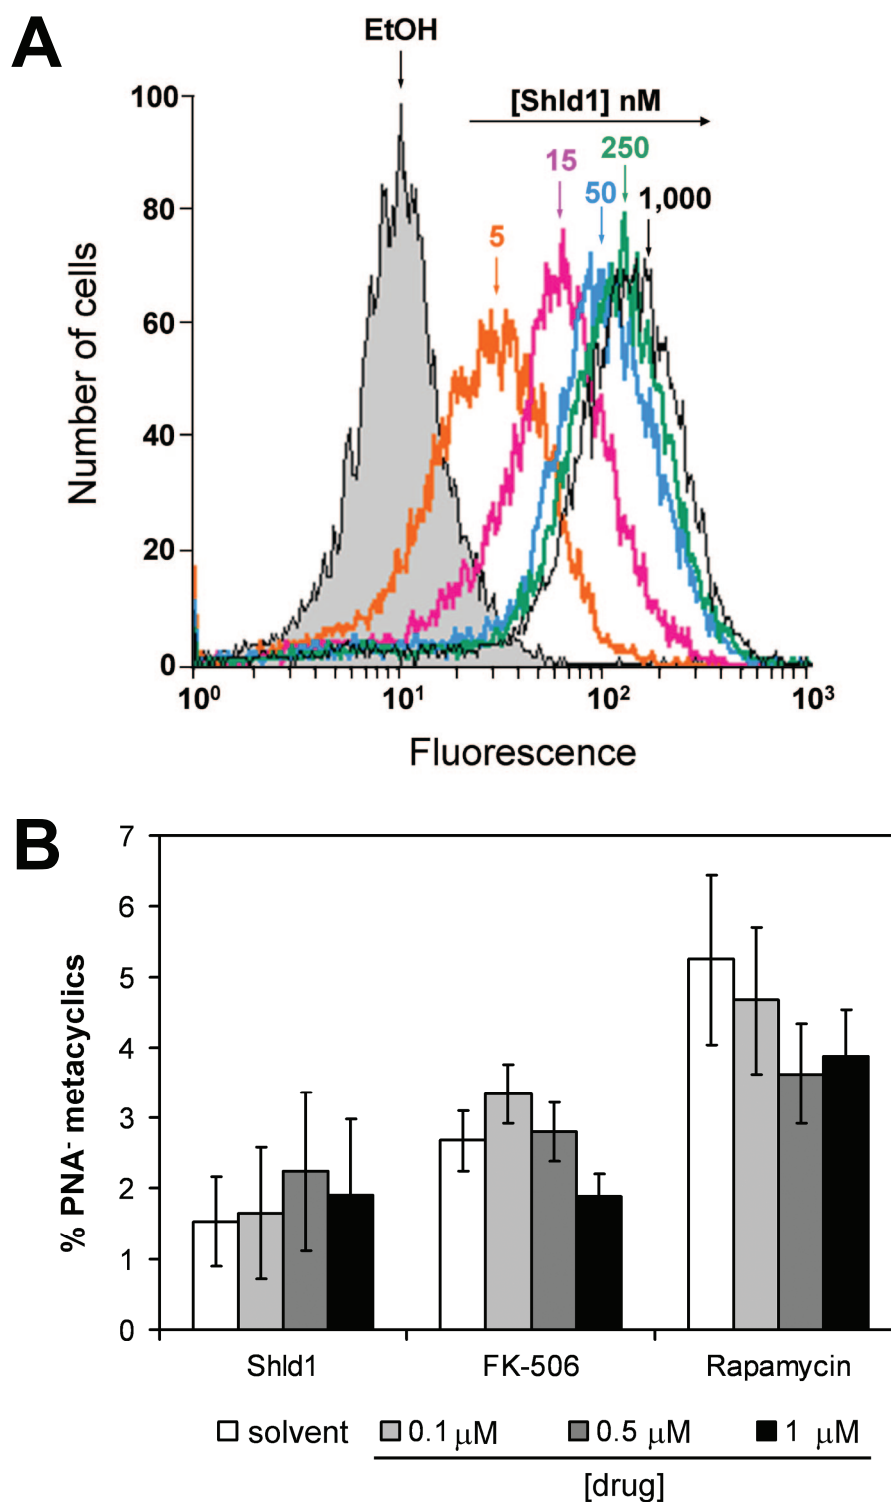 A
EtOH
[Shld1] nM
100
80
60
40
20
0
Number of cells
5
15
50
250
1,000
10⁰
10¹
10²
10³
Fluorescence
B
7
6
5
4
3
2
1
0
% PNA⁻ metacyclics
Shld1
FK-506
Rapamycin
solvent
0.1 μM
0.5 μM
1 μM
[drug]